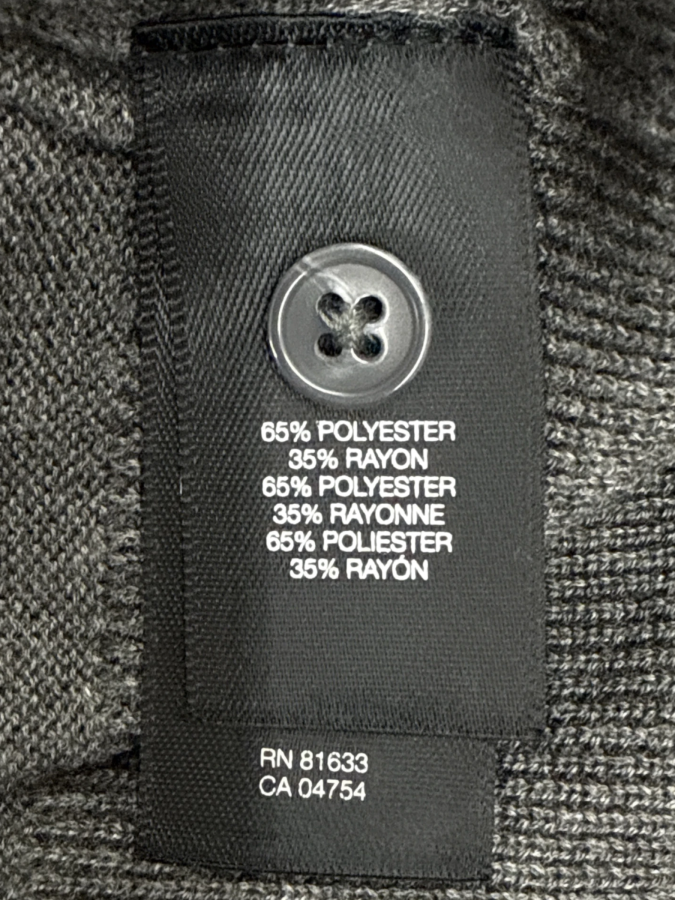 65% POLYESTER
35% RAYON
65% POLYESTER
35% RAYONNE
65% POLIESTER
35% RAYÓN
RN 81633
CA 04754